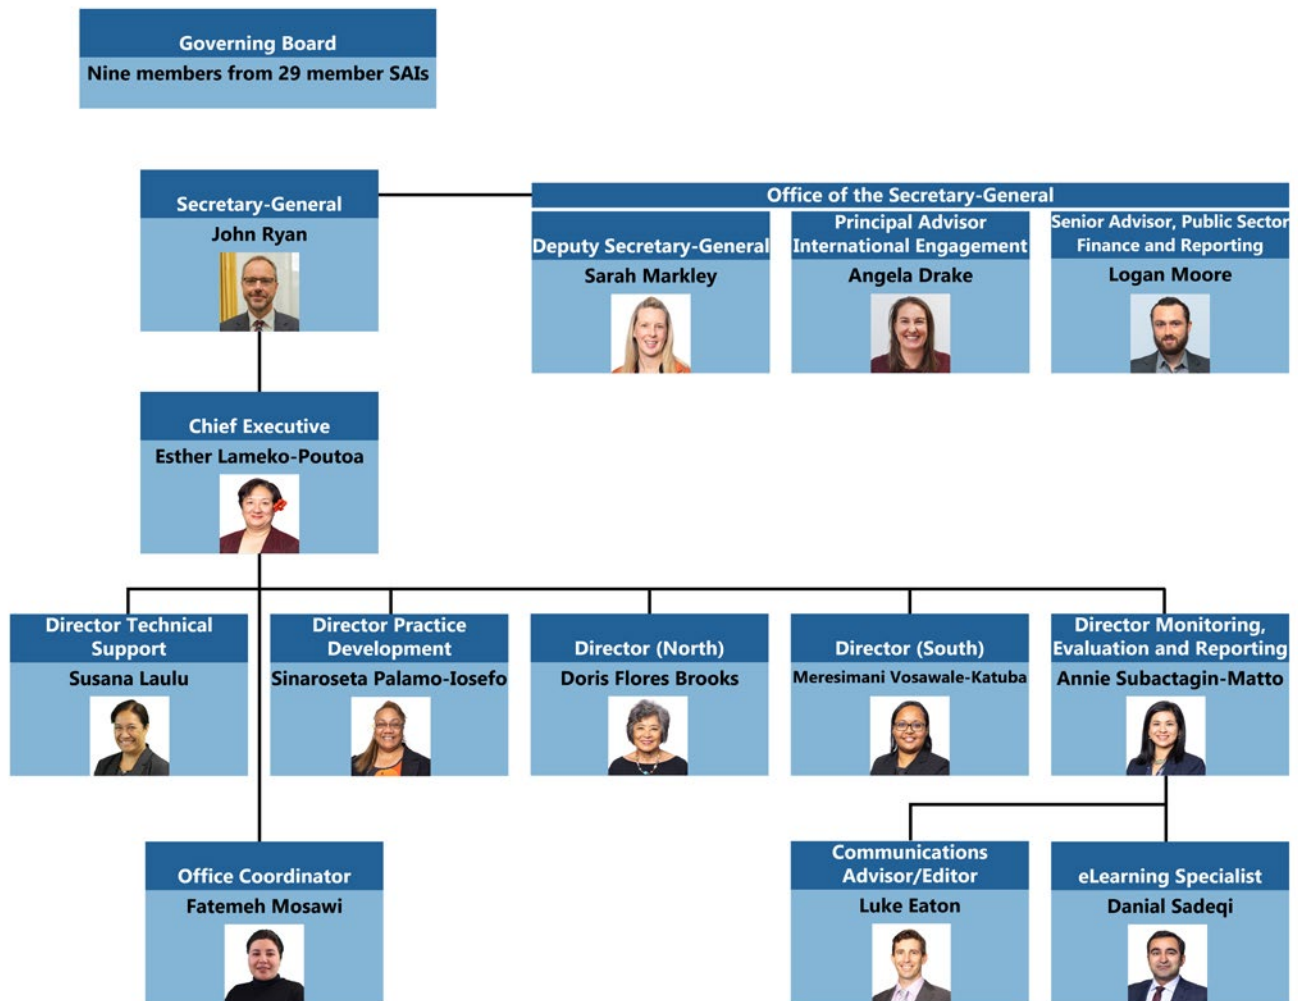 Governing Board
Nine members from 29 member SAIs
Secretary-General
John Ryan
Office of the Secretary-General
Deputy Secretary-General
Sarah Markley
Principal Advisor
International Engagement
Angela Drake
Senior Advisor, Public Sector
Finance and Reporting
Logan Moore
Chief Executive
Esther Lameko-Poutoa
Director Technical
Support
Susana Laulu
Director Practice
Development
Sinaroseta Palamo-Iosefo
Director (North)
Doris Flores Brooks
Director (South)
Meresimani Vosawale-Katuba
Director Monitoring,
Evaluation and Reporting
Annie Subactagin-Matto
Office Coordinator
Fatemeh Mosawi
Communications
Advisor/Editor
Luke Eaton
eLearning Specialist
Danial Sadeqi